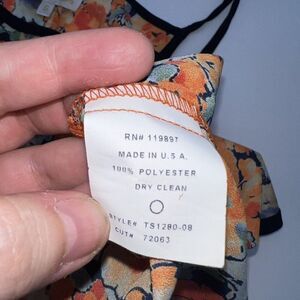 RN# 119897
MADE IN U.S.A.
100% POLYESTER
DRY CLEAN
STYLE# TS1280-08
CUT# 72063